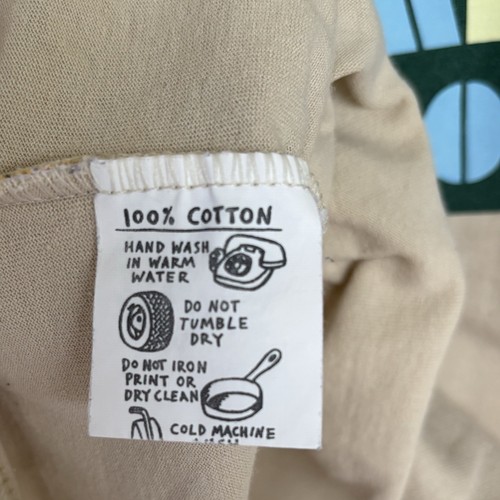 100% COTTON
HAND WASH
IN WARM
WATER
DO NOT
TUMBLE
DRY
DO NOT IRON
PRINT OR
DRY CLEAN
COLD MACHINE